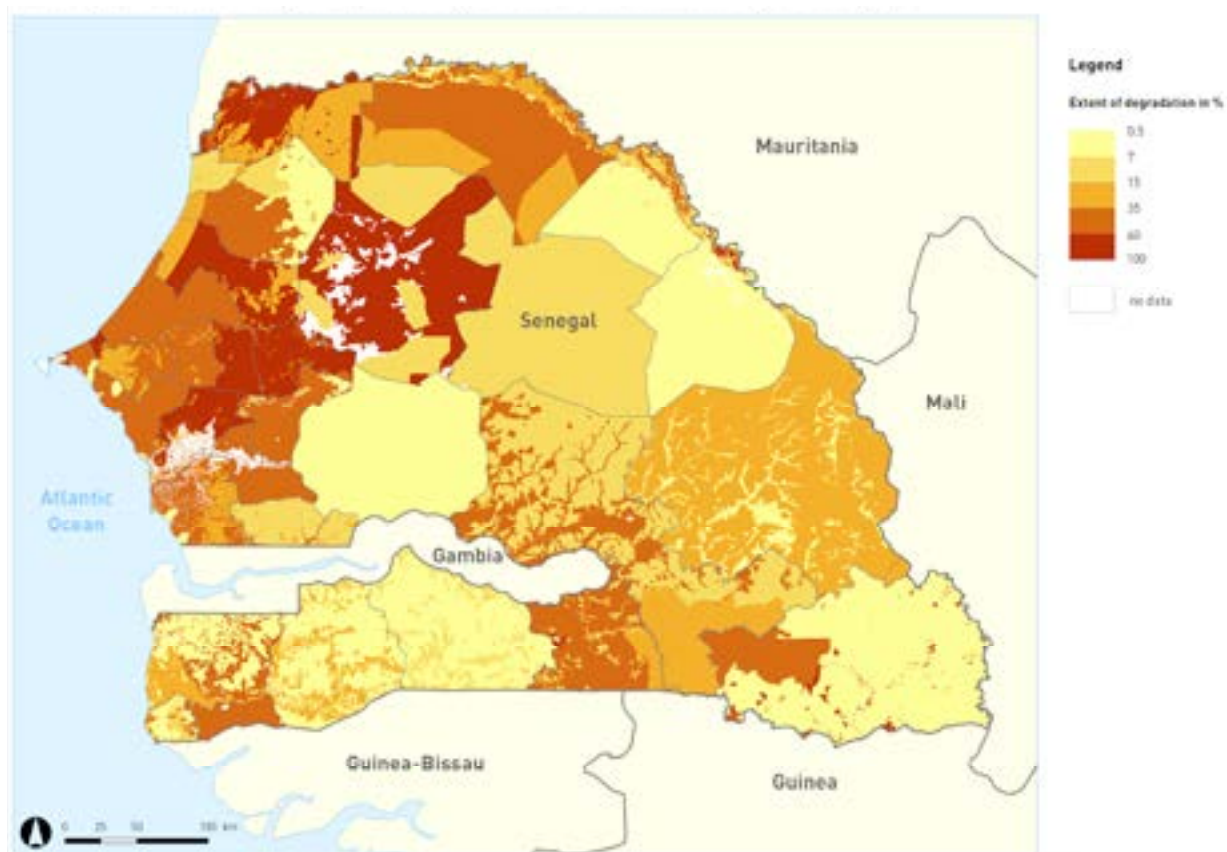 Legend
Extent of degradation in %
0.5
7
15
35
60
100
no data
Mauritania
Senegal
Mali
Atlantic
Ocean
Gambia
Guinea-Bissau
Guinea
0 25 50 100 km